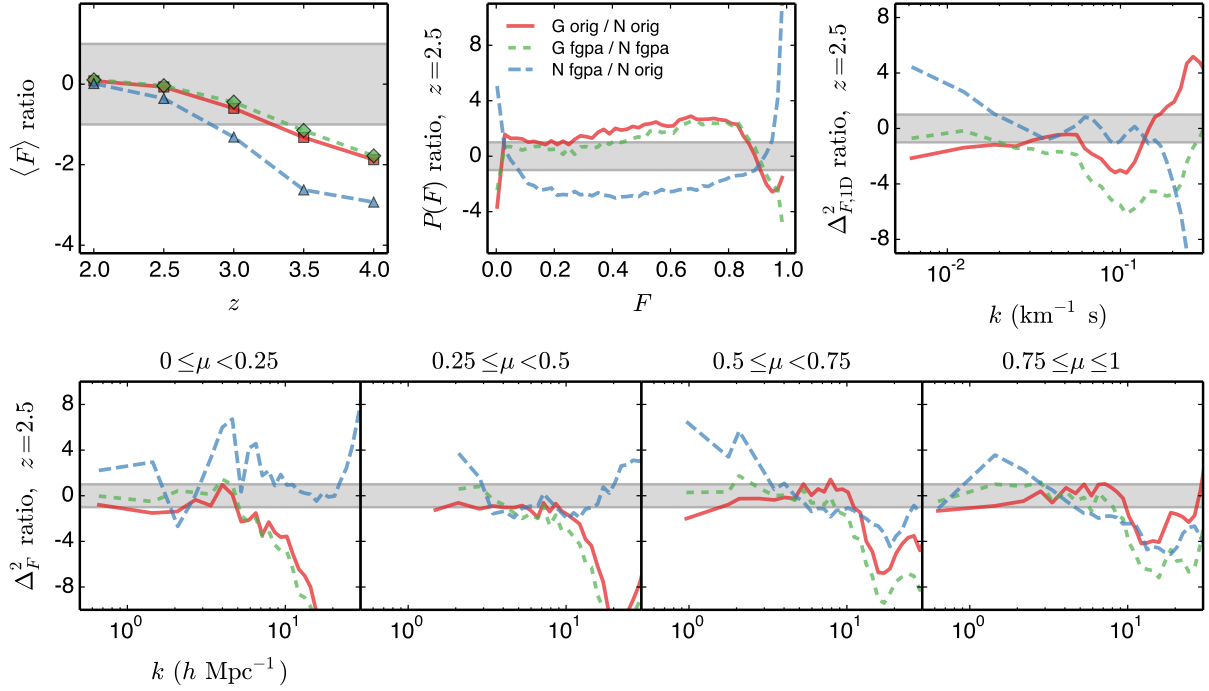 ⟨F⟩ ratio
0
-2
-4
2.0 2.5 3.0 3.5 4.0
z
P(F) ratio, z=2.5
8
4
0
-4
0.0 0.2 0.4 0.6 0.8 1.0
F
G orig / N orig
G fgpa / N fgpa
N fgpa / N orig
Δ²F,1D ratio, z=2.5
8
4
0
-4
-8
10⁻² 10⁻¹
k (km⁻¹ s)
0≤μ<0.25 0.25≤μ<0.5 0.5≤μ<0.75 0.75≤μ≤1
Δ²F ratio, z=2.5
8
4
0
-4
-8
10⁰ 10¹ 10⁰ 10¹ 10⁰ 10¹ 10⁰ 10¹
k (h Mpc⁻¹)